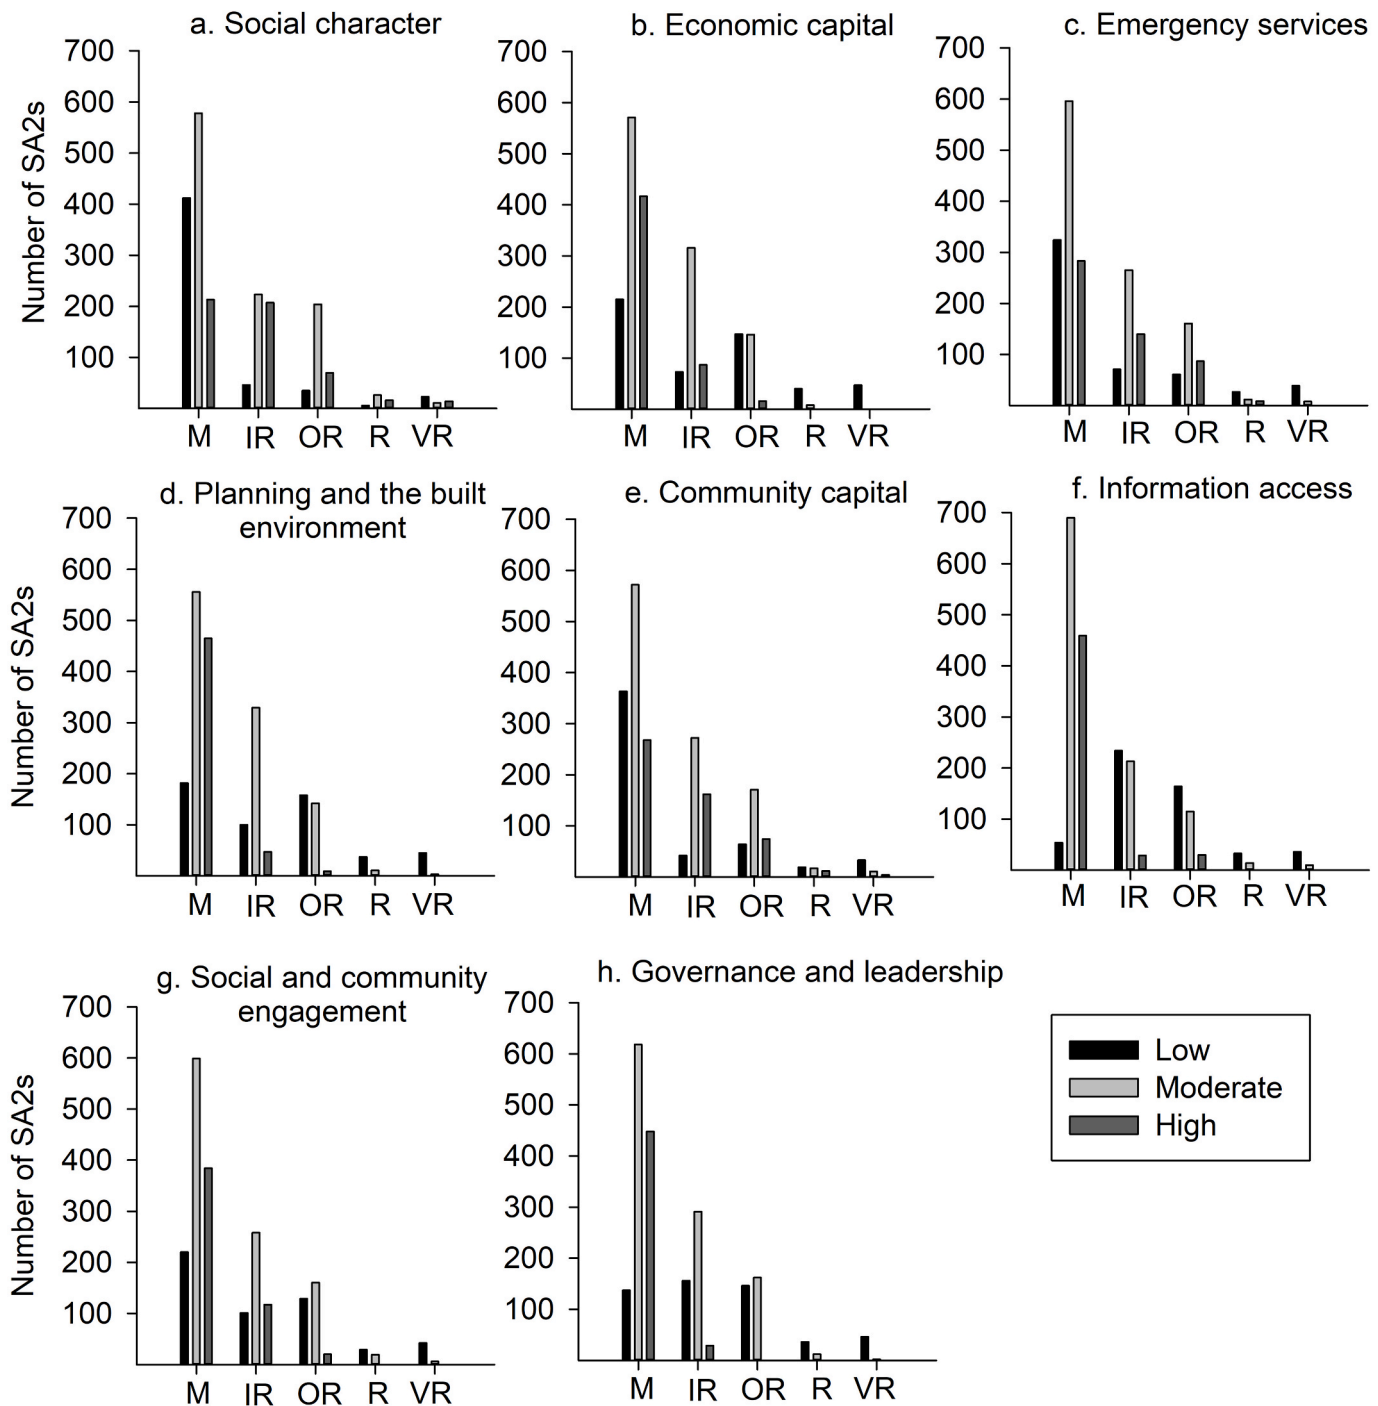 a. Social character
700
600
500
400
300
200
100
Number of SA2s
M IR OR R VR
b. Economic capital
700
600
500
400
300
200
100
M IR OR R VR
c. Emergency services
700
600
500
400
300
200
100
M IR OR R VR
d. Planning and the built
environment
700
600
500
400
300
200
100
Number of SA2s
M IR OR R VR
e. Community capital
700
600
500
400
300
200
100
M IR OR R VR
f. Information access
700
600
500
400
300
200
100
M IR OR R VR
g. Social and community
engagement
700
600
500
400
300
200
100
Number of SA2s
M IR OR R VR
h. Governance and leadership
700
600
500
400
300
200
100
M IR OR R VR
Low
Moderate
High